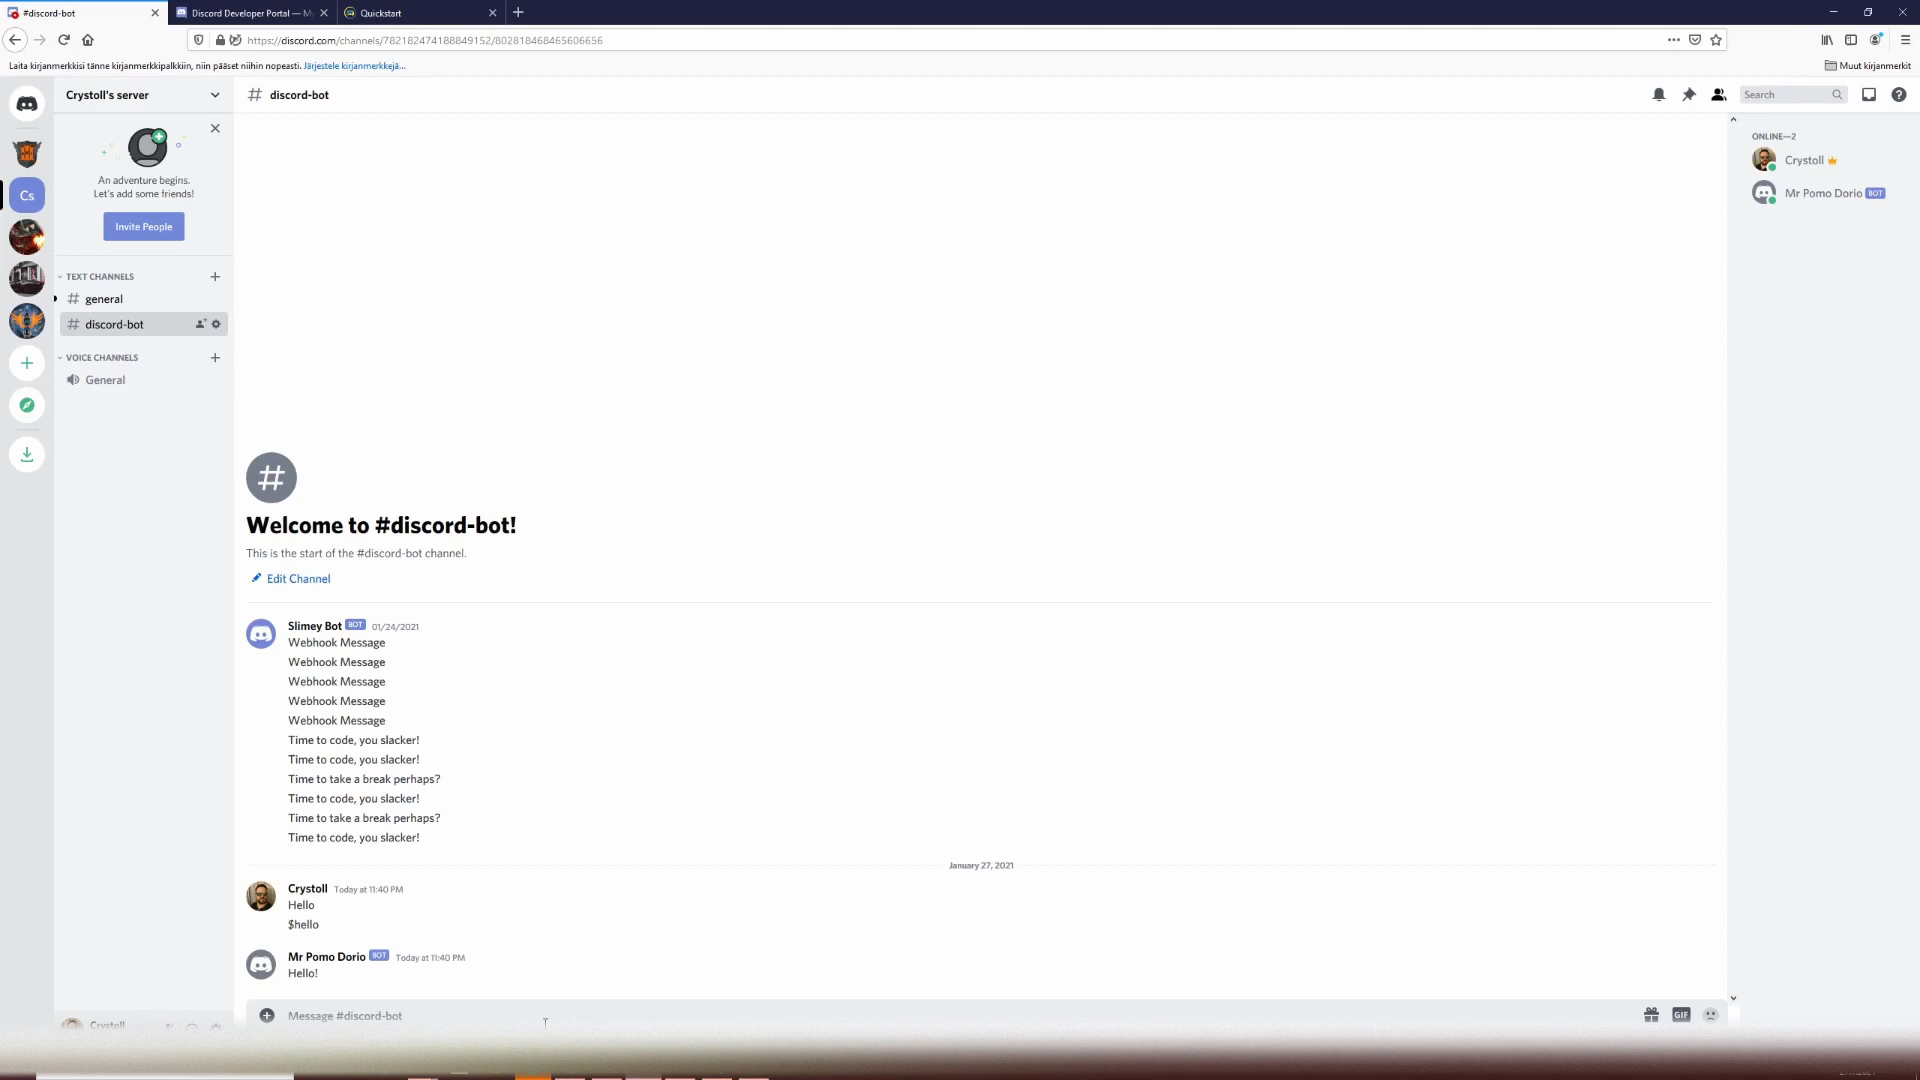 #discord-bot
Discord Developer Portal — My
Quickstart
https://discord.com/channels/782182474188849152/802818468465606656
Laita kirjanmerkkisi tänne kirjanmerkkipalkkiin, niin pääset niihin nopeasti. Järjestele kirjanmerkkejä...
Muut kirjanmerkit
Crystoll's server
discord-bot
Search
An adventure begins.
Let's add some friends!
Invite People
TEXT CHANNELS
general
discord-bot
VOICE CHANNELS
General
Cs
Welcome to #discord-bot!
This is the start of the #discord-bot channel.
Edit Channel
Slimey Bot BOT 01/24/2021
Webhook Message
Webhook Message
Webhook Message
Webhook Message
Webhook Message
Time to code, you slacker!
Time to code, you slacker!
Time to take a break perhaps?
Time to code, you slacker!
Time to take a break perhaps?
Time to code, you slacker!
January 27, 2021
Crystoll Today at 11:40 PM
Hello
$hello
Mr Pomo Dorio BOT Today at 11:40 PM
Hello!
Message #discord-bot
GIF
Crystoll
ONLINE—2
Crystoll
Mr Pomo Dorio BOT